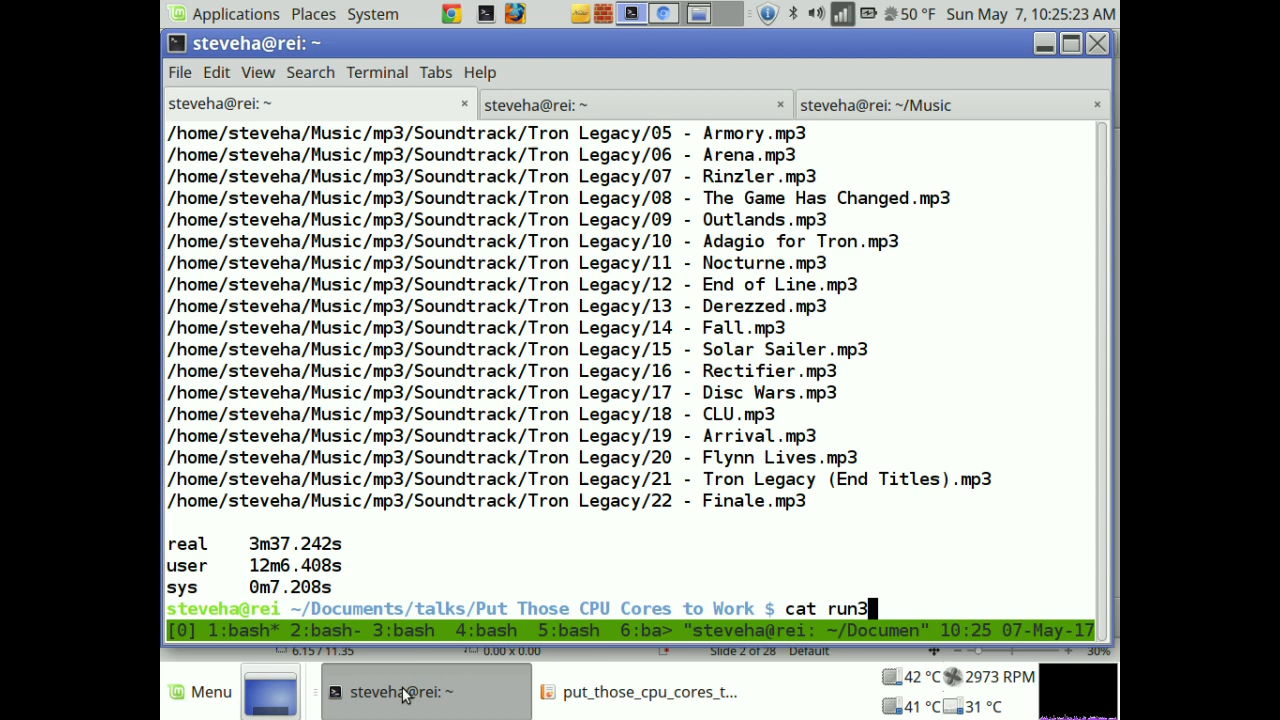 Applications Places System 50 °F Sun May 7, 10:25:23 AM
steveha@rei: ~
File Edit View Search Terminal Tabs Help
steveha@rei: ~ × steveha@rei: ~ × steveha@rei: ~/Music ×
/home/steveha/Music/mp3/Soundtrack/Tron Legacy/05 - Armory.mp3
/home/steveha/Music/mp3/Soundtrack/Tron Legacy/06 - Arena.mp3
/home/steveha/Music/mp3/Soundtrack/Tron Legacy/07 - Rinzler.mp3
/home/steveha/Music/mp3/Soundtrack/Tron Legacy/08 - The Game Has Changed.mp3
/home/steveha/Music/mp3/Soundtrack/Tron Legacy/09 - Outlands.mp3
/home/steveha/Music/mp3/Soundtrack/Tron Legacy/10 - Adagio for Tron.mp3
/home/steveha/Music/mp3/Soundtrack/Tron Legacy/11 - Nocturne.mp3
/home/steveha/Music/mp3/Soundtrack/Tron Legacy/12 - End of Line.mp3
/home/steveha/Music/mp3/Soundtrack/Tron Legacy/13 - Derezzed.mp3
/home/steveha/Music/mp3/Soundtrack/Tron Legacy/14 - Fall.mp3
/home/steveha/Music/mp3/Soundtrack/Tron Legacy/15 - Solar Sailer.mp3
/home/steveha/Music/mp3/Soundtrack/Tron Legacy/16 - Rectifier.mp3
/home/steveha/Music/mp3/Soundtrack/Tron Legacy/17 - Disc Wars.mp3
/home/steveha/Music/mp3/Soundtrack/Tron Legacy/18 - CLU.mp3
/home/steveha/Music/mp3/Soundtrack/Tron Legacy/19 - Arrival.mp3
/home/steveha/Music/mp3/Soundtrack/Tron Legacy/20 - Flynn Lives.mp3
/home/steveha/Music/mp3/Soundtrack/Tron Legacy/21 - Tron Legacy (End Titles).mp3
/home/steveha/Music/mp3/Soundtrack/Tron Legacy/22 - Finale.mp3
real 3m37.242s
user 12m6.408s
sys 0m7.208s
steveha@rei ~/Documents/talks/Put Those CPU Cores to Work $ cat run3
[0] 1:bash* 2:bash- 3:bash 4:bash 5:bash 6:ba> "steveha@rei: ~/Documen" 10:25 07-May-17
6.15 / 11.35 0.00 x 0.00 Slide 2 of 28 Default 30%
Menu steveha@rei: ~ put_those_cpu_cores_t... 42 °C 2973 RPM
41 °C 31 °C